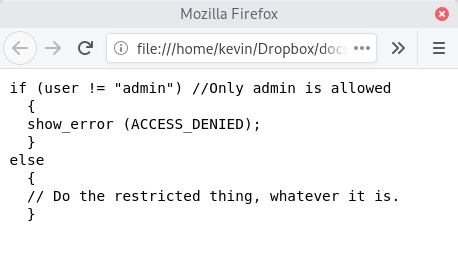 Mozilla Firefox
file:///home/kevin/Dropbox/docs
if (user != "admin") //Only admin is allowed
{
show_error (ACCESS_DENIED);
}
else
{
// Do the restricted thing, whatever it is.
}